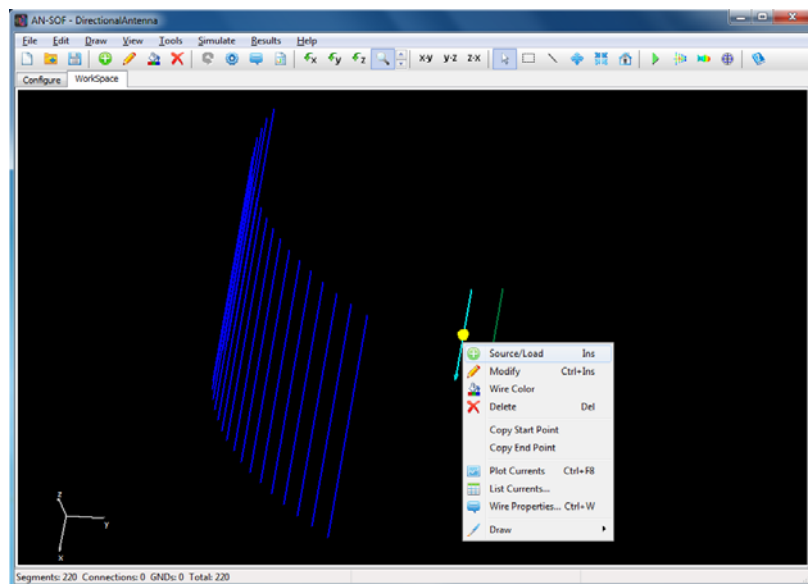 AN-SOF - DirectionalAntenna
File Edit Draw View Tools Simulate Results Help
x y z x-y y-z z-x
Configure WorkSpace
Source/Load Ins
Modify Ctrl+Ins
Wire Color
Delete Del
Copy Start Point
Copy End Point
Plot Currents Ctrl+F8
List Currents...
Wire Properties... Ctrl+W
Draw
z
y
x
Segments: 220 Connections: 0 GNDs: 0 Total: 220